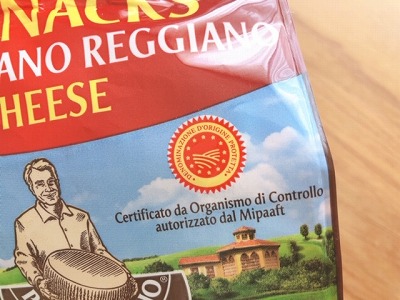 NACKS
ANO REGGIANO
HEESE
DENOMINAZIONE D'ORIGINE PROTETTA
Certificato da Organismo di Controllo
autorizzato dal Mipaaft